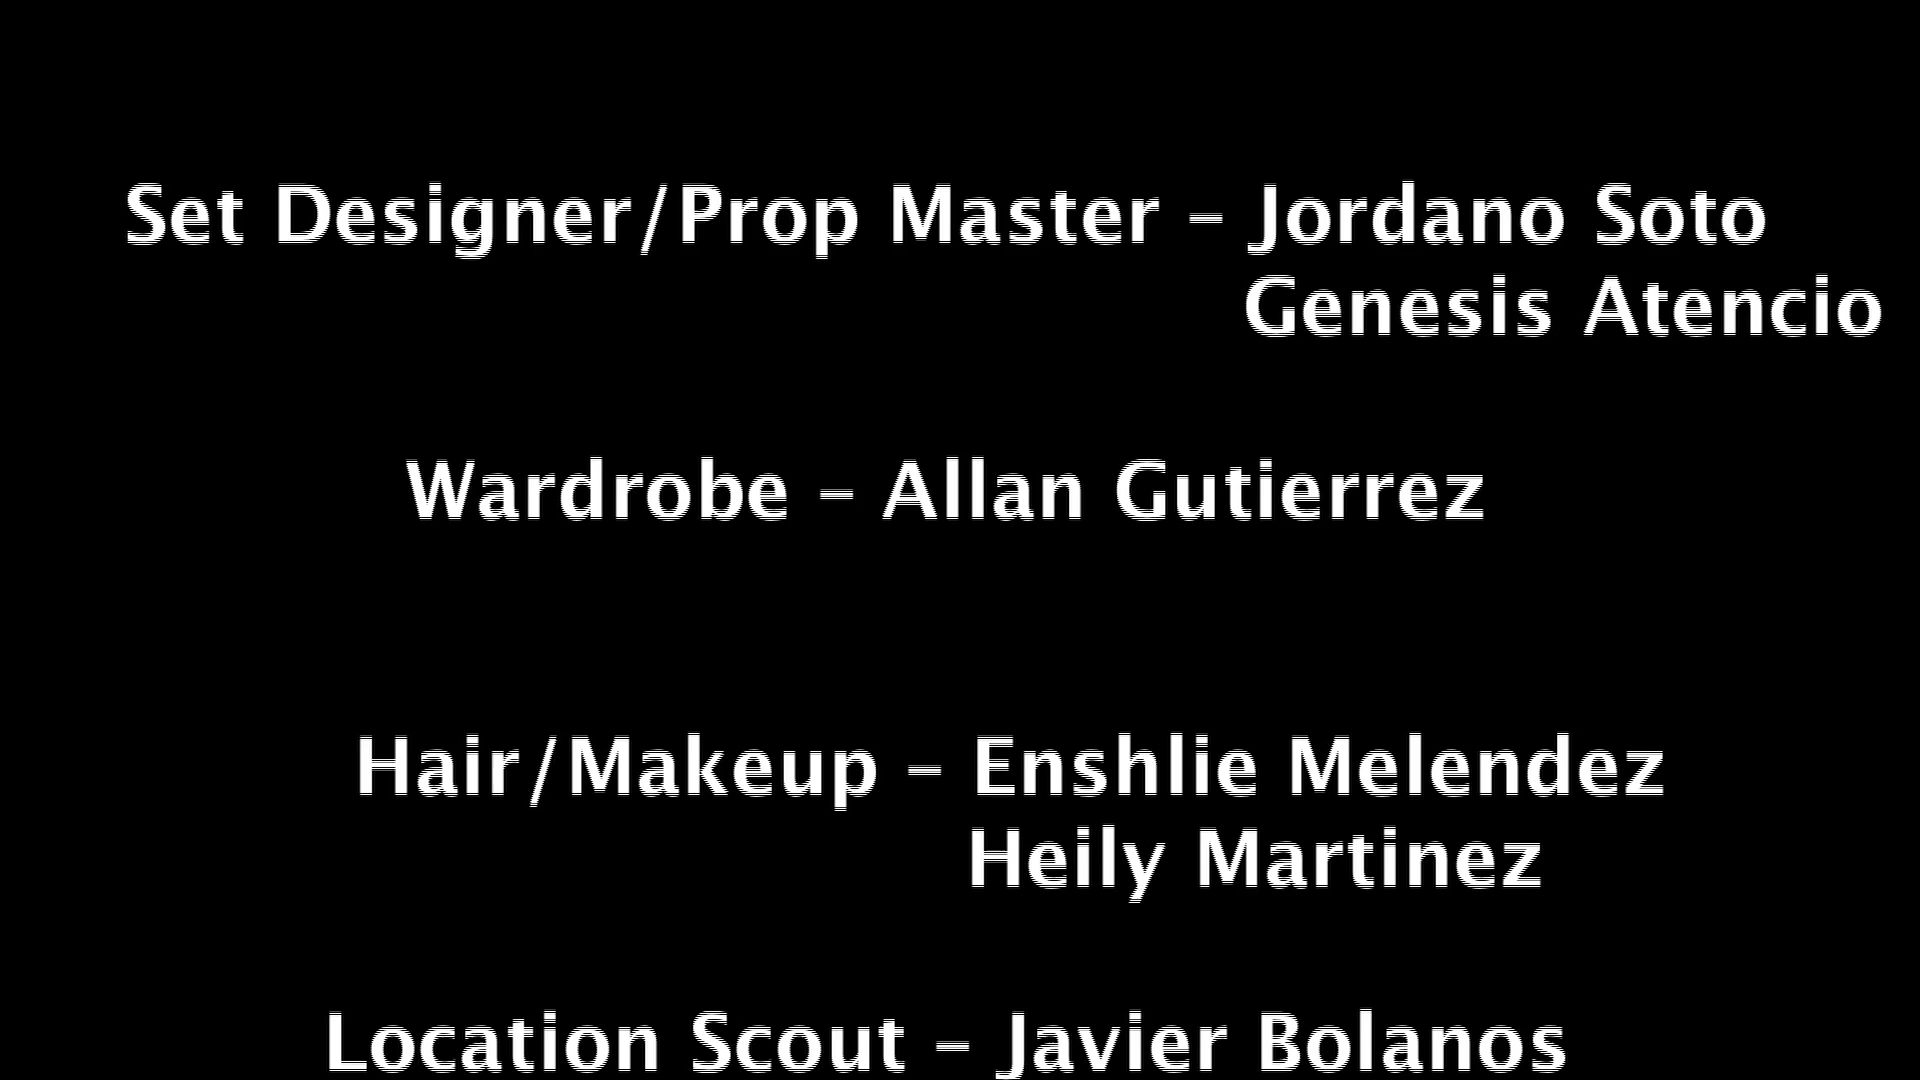 Set Designer/Prop Master - Jordano Soto
Genesis Atencio
Wardrobe - Allan Gutierrez
Hair/Makeup - Enshlie Melendez
Heily Martinez
Location Scout - Javier Bolanos